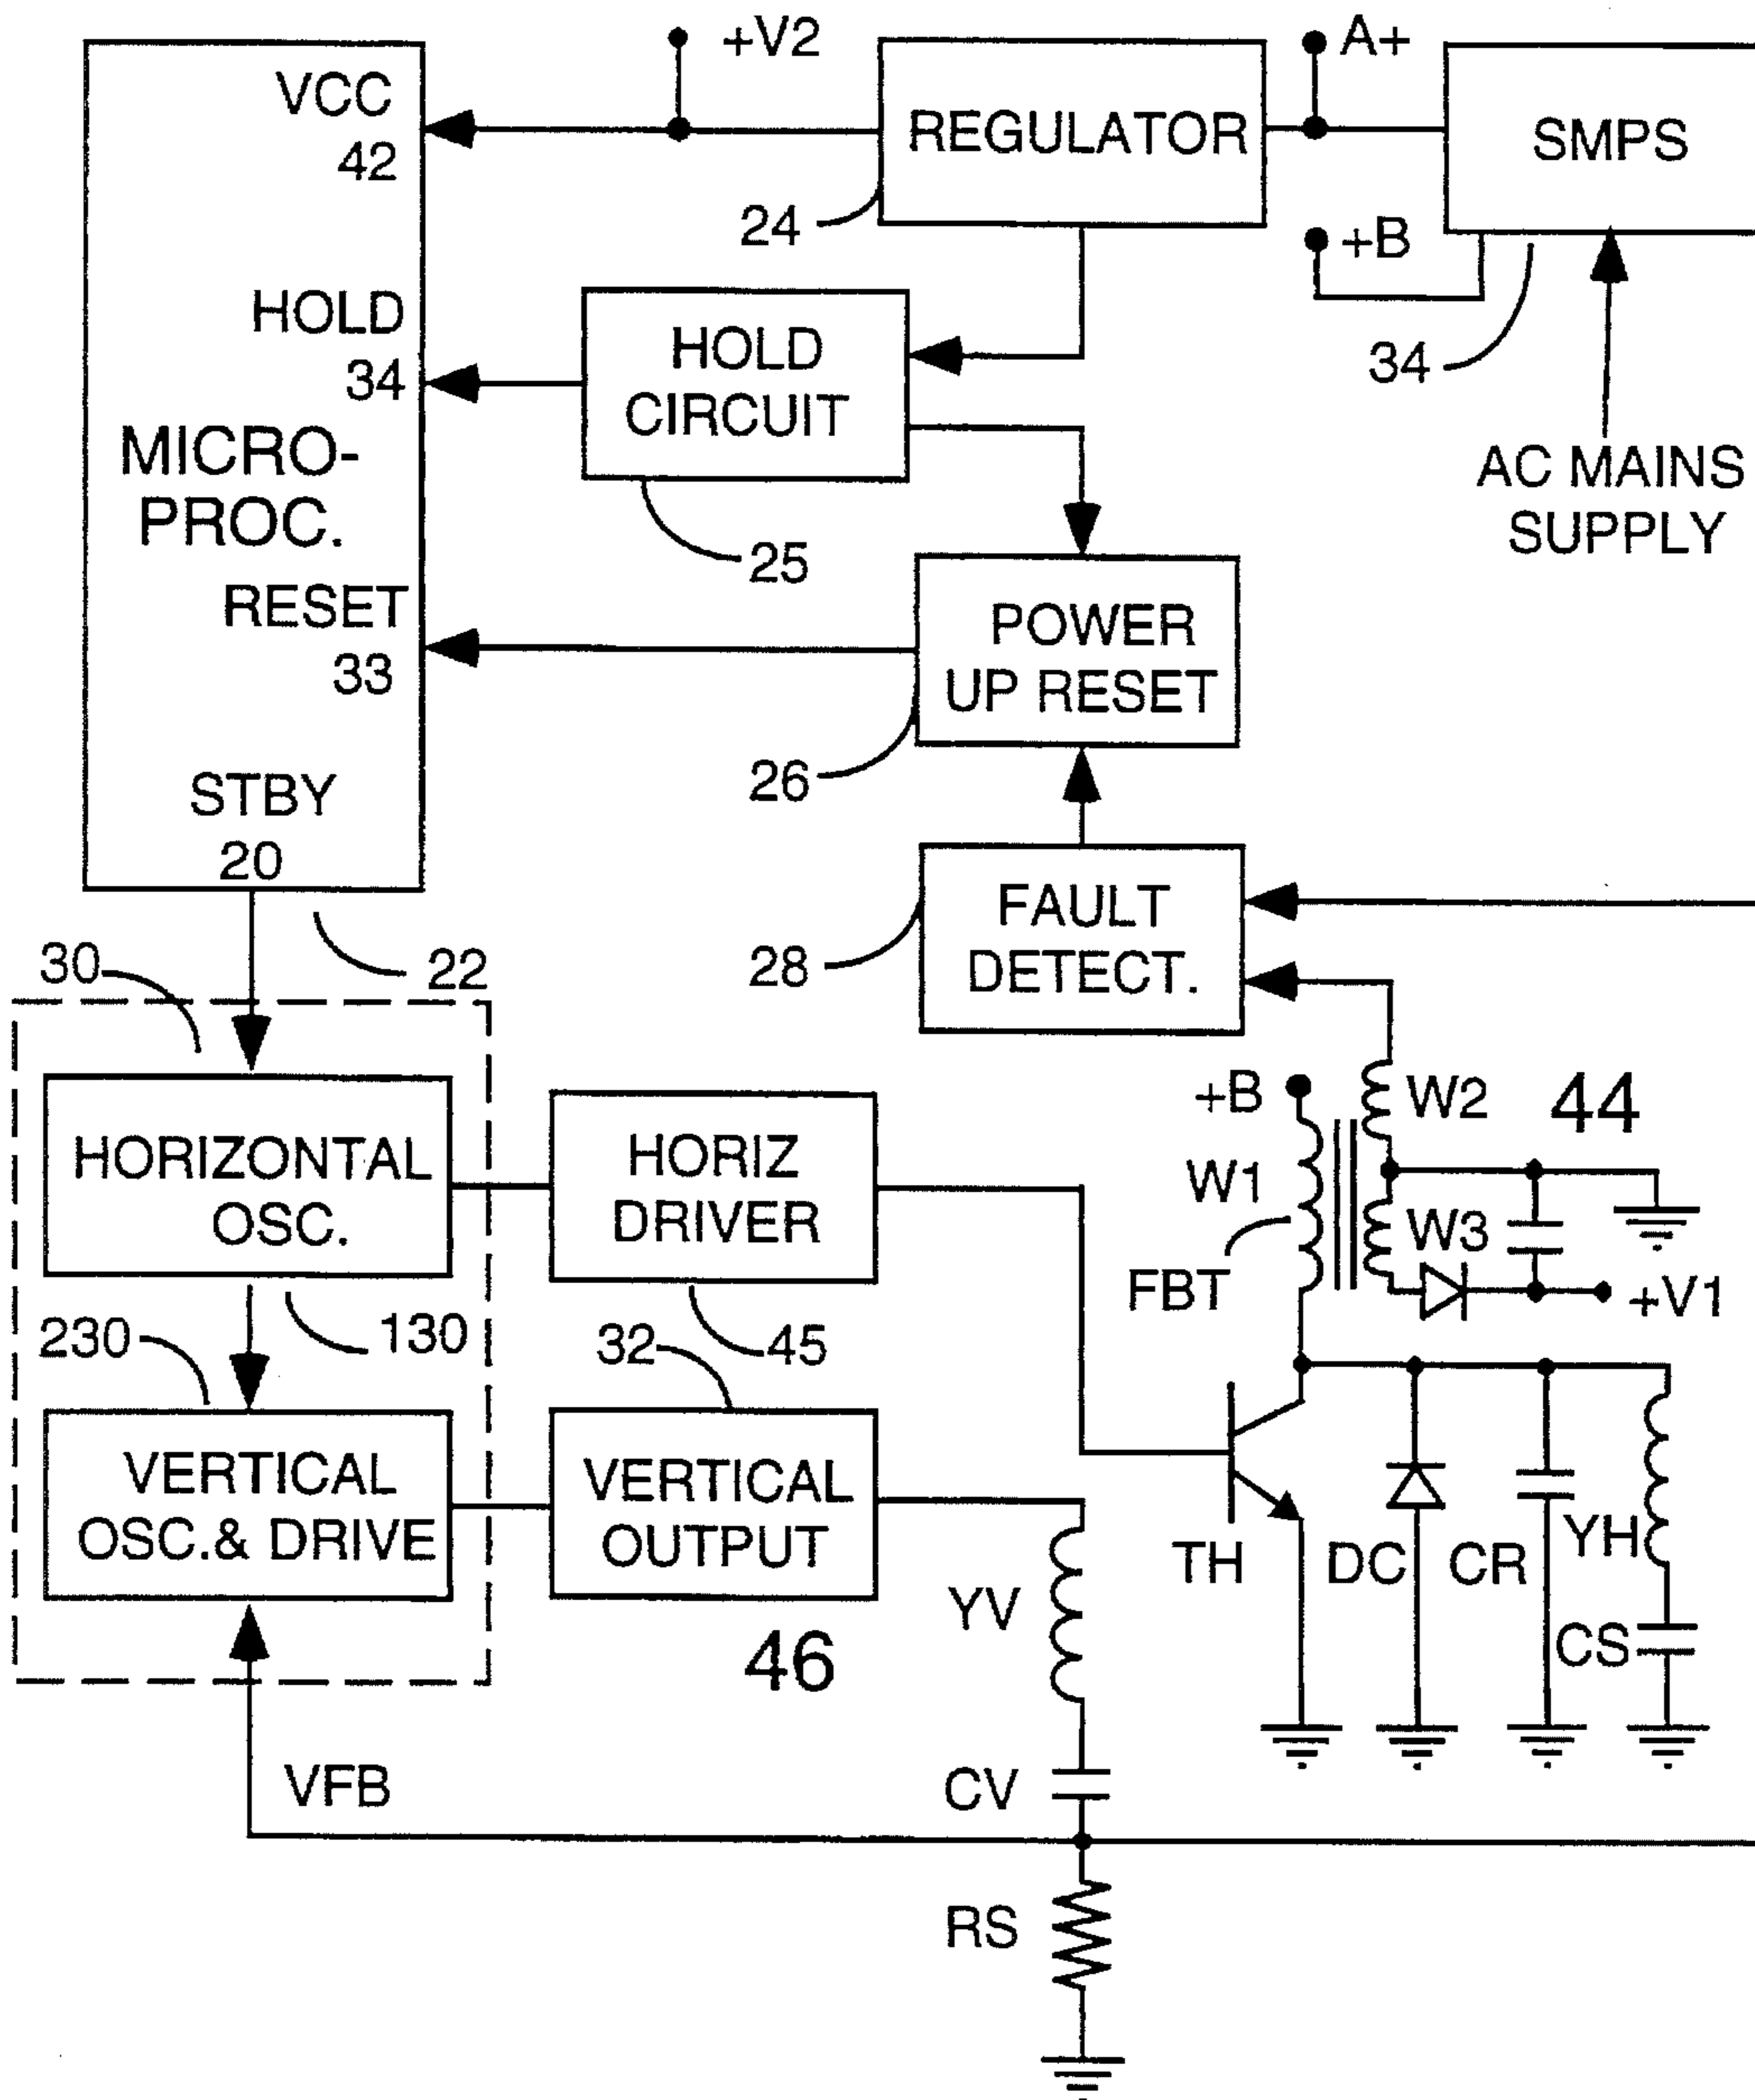 +V2
A+
VCC
42
REGULATOR
SMPS
24
+B
HOLD
34
HOLD
CIRCUIT
34
MICRO-
PROC.
AC MAINS
SUPPLY
25
RESET
33
POWER
UP RESET
26
STBY
20
FAULT
DETECT.
28
30
22
+B
W2
44
HORIZONTAL
OSC.
HORIZ
DRIVER
W1
W3
FBT
+V1
230
130
32
45
VERTICAL
OSC.& DRIVE
VERTICAL
OUTPUT
TH
DC
CR
YH
YV
CS
46
VFB
CV
RS